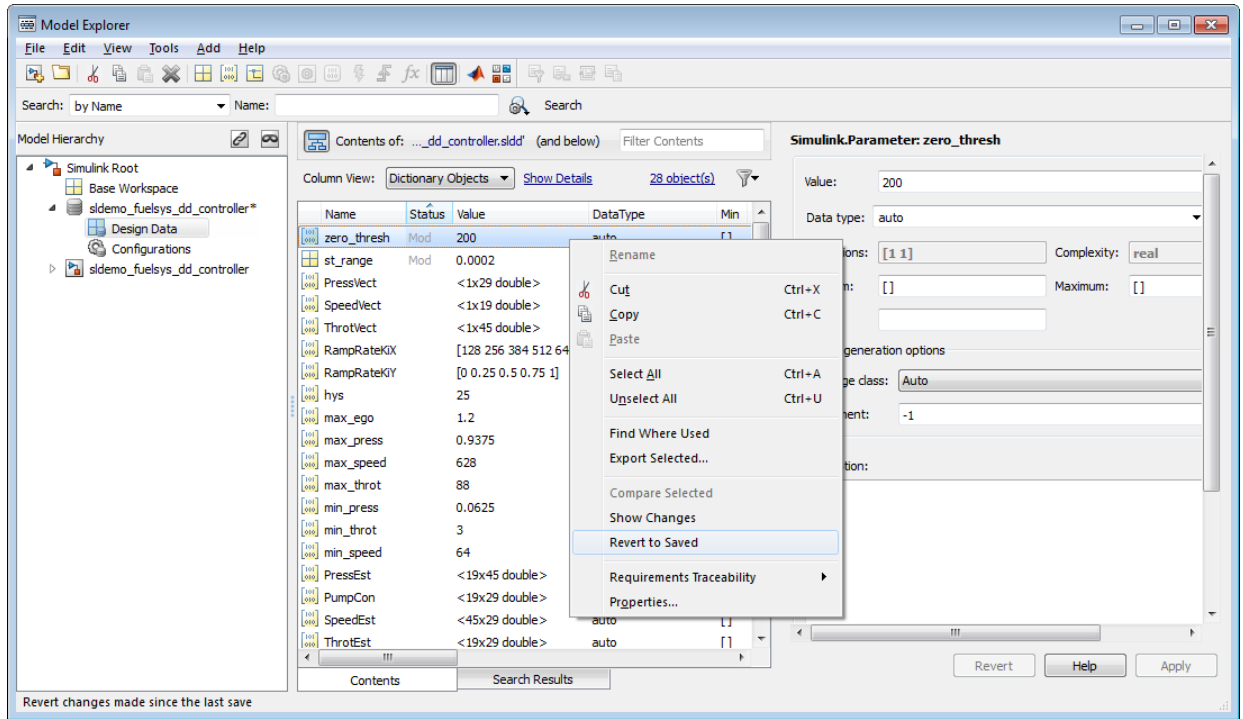 Model Explorer
File Edit View Tools Add Help
fx
Search: by Name Name: Search
Model Hierarchy
Simulink Root
Base Workspace
sldemo_fuelsys_dd_controller*
Design Data
Configurations
sldemo_fuelsys_dd_controller
Contents of: ..._dd_controller.sldd' (and below) Filter Contents
Column View: Dictionary Objects Show Details 28 object(s)
Name Status Value DataType Min
zero_thresh Mod 200 auto []
st_range Mod 0.0002
PressVect <1x29 double>
SpeedVect <1x19 double>
ThrotVect <1x45 double>
RampRateKiX [128 256 384 512 64
RampRateKiY [0 0.25 0.5 0.75 1]
hys 25
max_ego 1.2
max_press 0.9375
max_speed 628
max_throt 88
min_press 0.0625
min_throt 3
min_speed 64
PressEst <19x45 double>
PumpCon <19x29 double>
SpeedEst <45x29 double> auto []
ThrotEst <19x29 double> auto []
Contents Search Results
Rename
Cut Ctrl+X
Copy Ctrl+C
Paste
Select All Ctrl+A
Unselect All Ctrl+U
Find Where Used
Export Selected...
Compare Selected
Show Changes
Revert to Saved
Requirements Traceability
Properties...
Simulink.Parameter: zero_thresh
Value: 200
Data type: auto
ions: [1 1] Complexity: real
m: [] Maximum: []
generation options
ge class: Auto
ment: -1
tion:
Revert Help Apply
Revert changes made since the last save